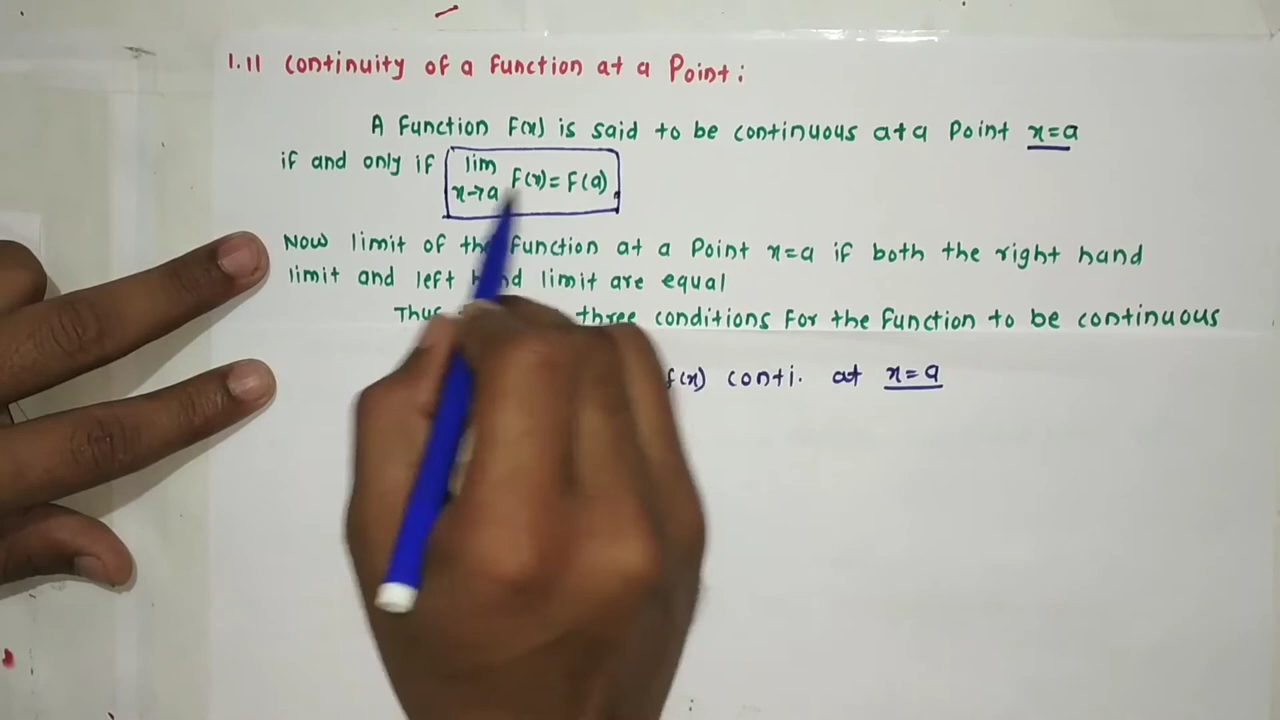 1.11 Continuity of a Function at a Point:
A Function F(x) is said to be continuous at a Point x=a
if and only if lim x→a F(x) = F(a).
Now limit of the function at a Point x=a if both the right hand
limit and left hand limit are equal
Thus three conditions For the Function to be continuous
f(x) conti. at x=a